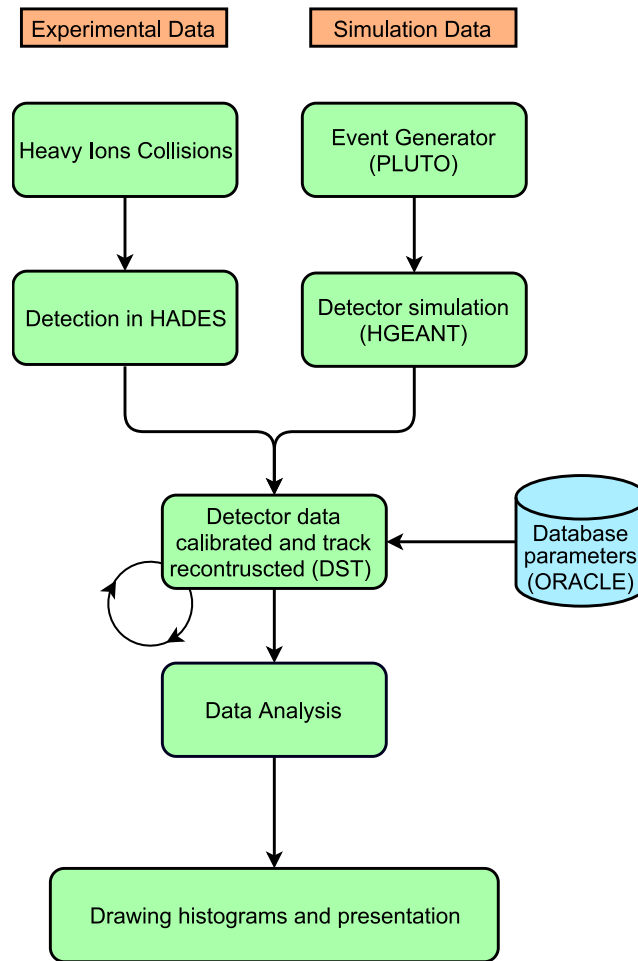 Experimental Data
Simulation Data
Heavy Ions Collisions
Event Generator
(PLUTO)
Detection in HADES
Detector simulation
(HGEANT)
Detector data
calibrated and track
recontruscted (DST)
Database
parameters
(ORACLE)
Data Analysis
Drawing histograms and presentation